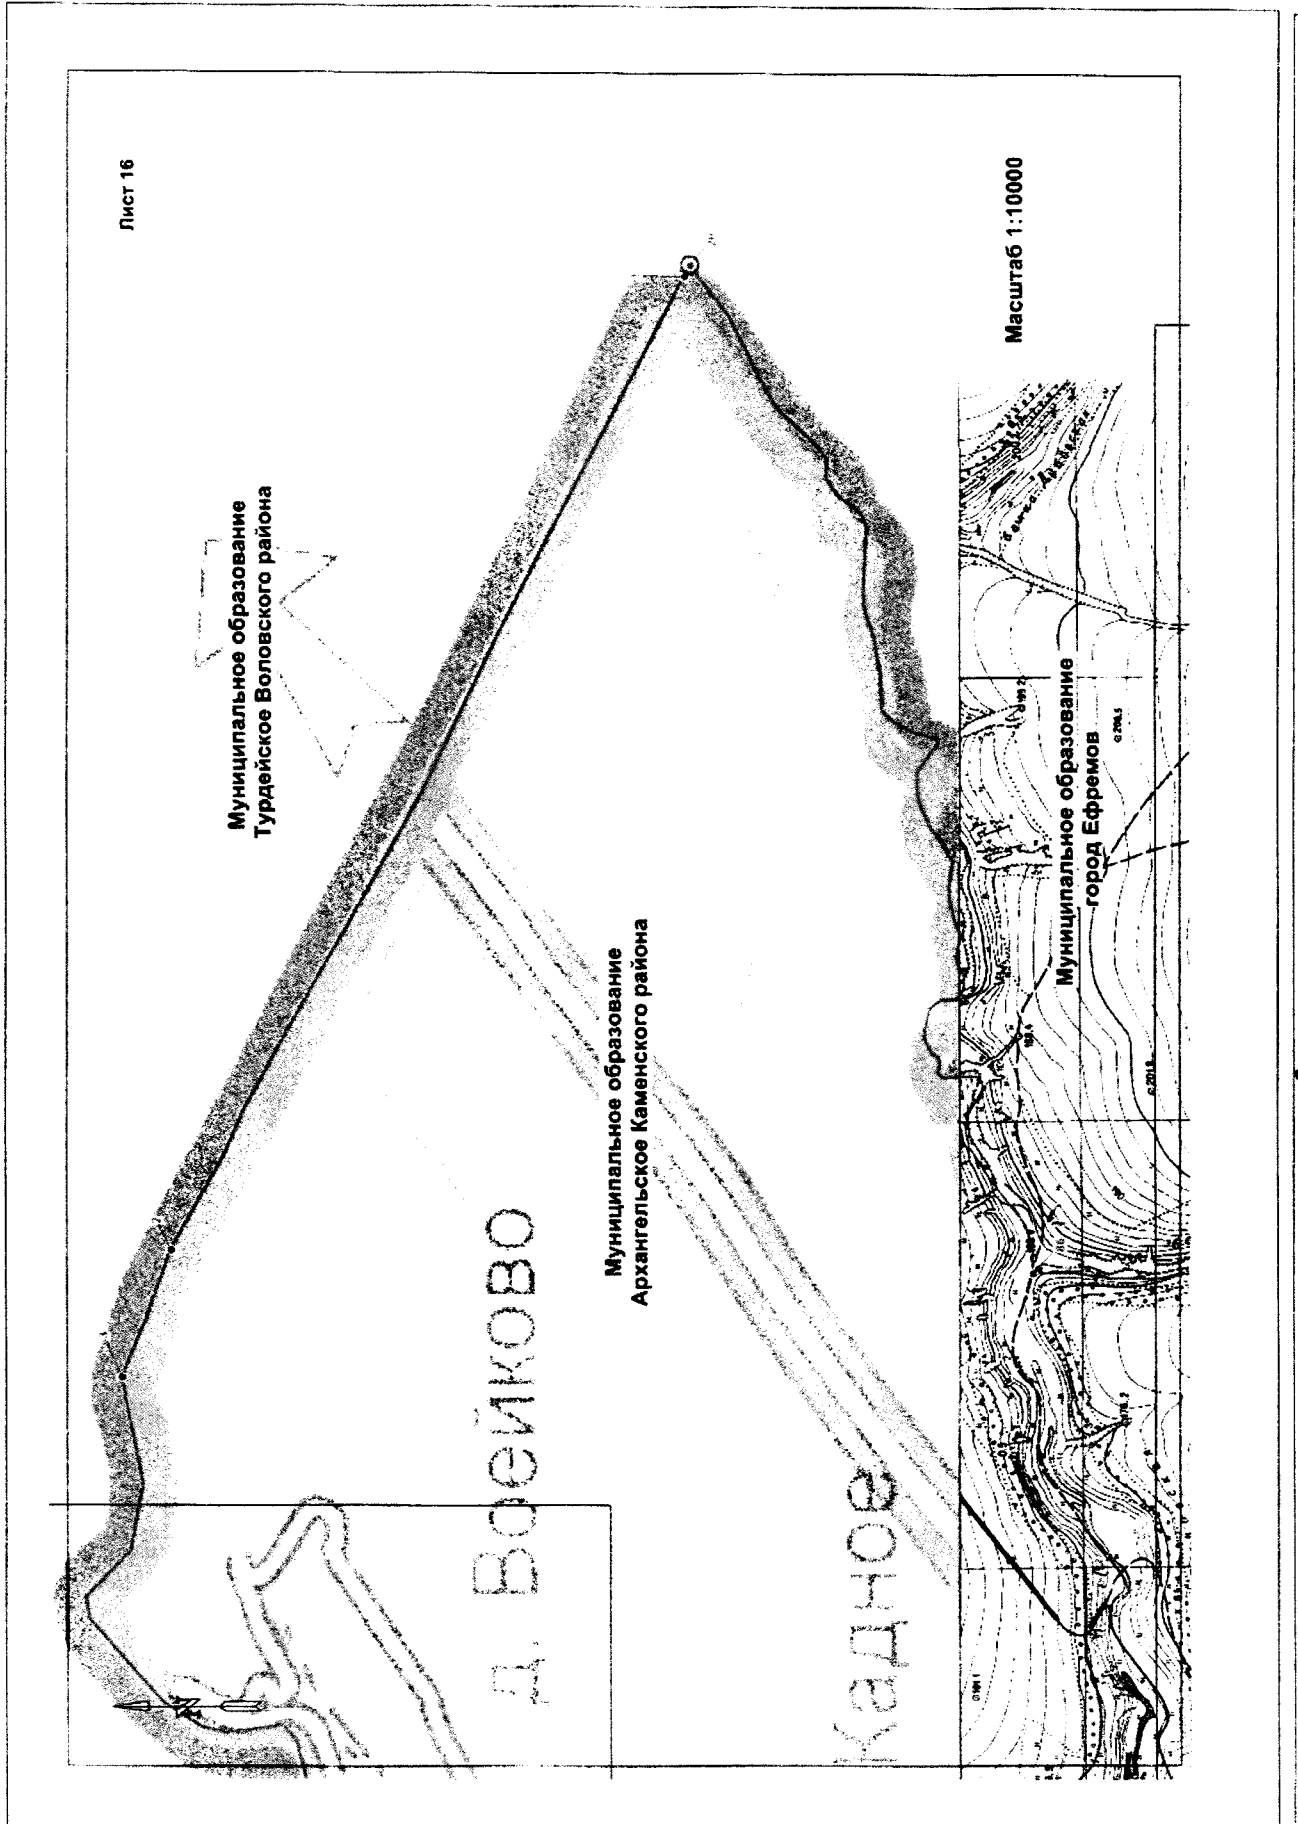 Лист 16
Муниципальное образование
Турдейское Воловского района
Муниципальное образование
Архангельское Каменского района
д. Воейково
Кадное
Масштаб 1:10000
Муниципальное образование
город Ефремов